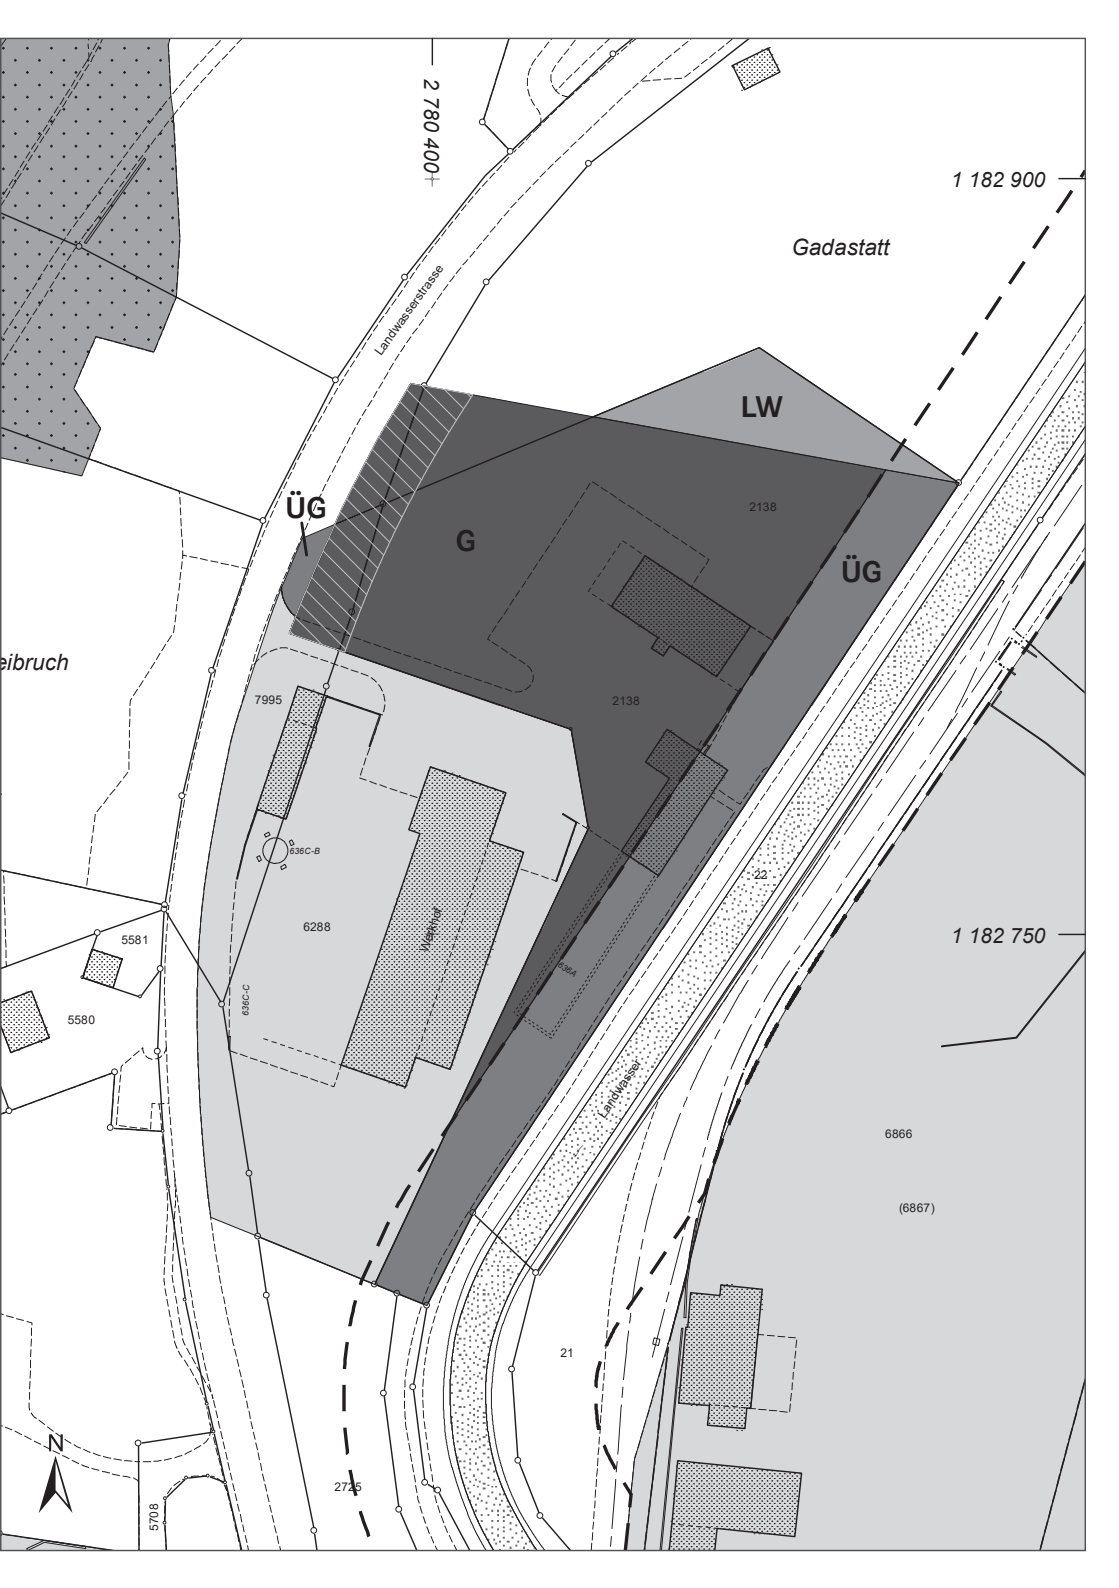 2 780 400
1 182 900
Gadastatt
Landwasserstrasse
LW
ÜG
2138
G
ÜG
eibruch
7995
2138
636C-B
22
5581
6288
Werkhof
1 182 750
636A
636C-C
5580
Landwasser
6866
(6867)
21
N
2725
5708